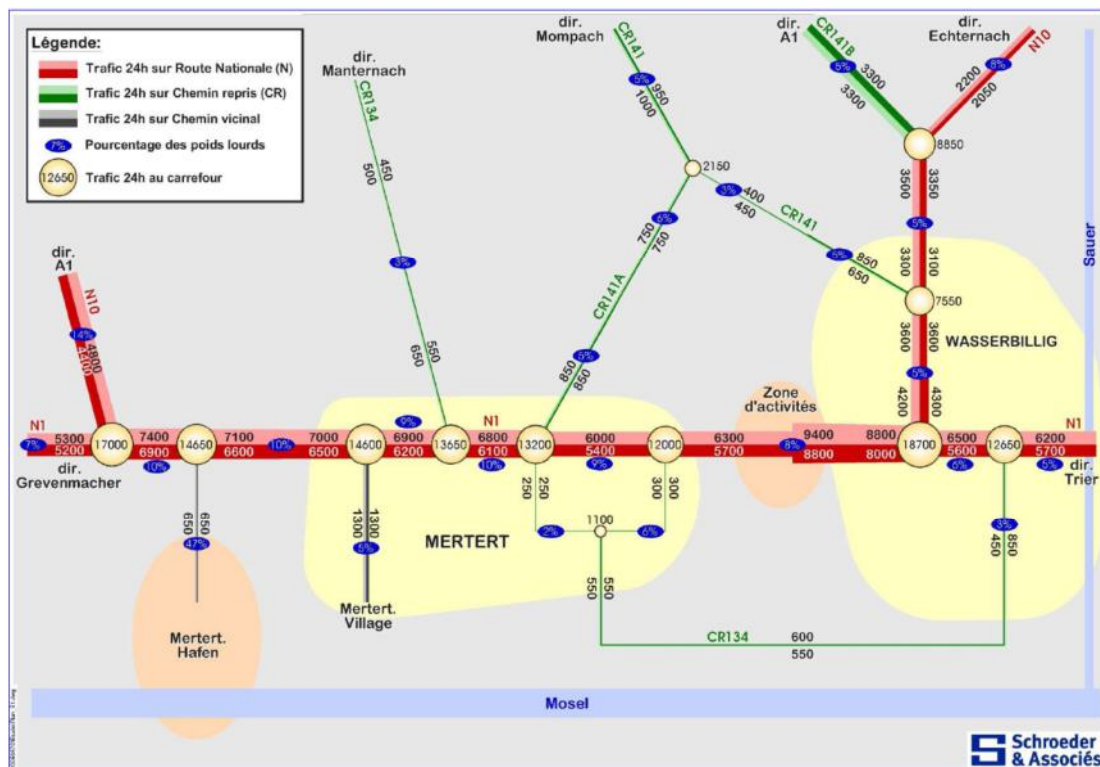 Légende:
Trafic 24h sur Route Nationale (N)
Trafic 24h sur Chemin repris (CR)
Trafic 24h sur Chemin vicinal
7% Pourcentage des poids lourds
12650 Trafic 24h au carrefour
dir.
Manternach
CR134
450
500
3%
550
650
dir.
Mompach
CR141
5%
950
1000
2150
3%
400
450
CR141
5%
850
650
6%
750
750
CR141A
5%
850
850
dir.
A1
CR141B
5%
3300
3300
dir.
Echternach
N10
8%
2200
2050
8850
3500
3350
5%
3300
3100
7550
3600
3600
WASSERBILLIG
5%
4200
4300
Sauer
dir.
A1
N10
14%
4800
4400
N1
7%
5300
5200
dir.
Grevenmacher
17000
7400
6900
10%
14650
7100
6600
10%
7000
6500
14600
9%
6900
6200
13650
N1
6800
6100
10%
13200
6000
5400
9%
12000
6300
5700
Zone
d'activités
8%
9400
8800
8800
8000
18700
6500
5600
6%
12650
N1
6200
5700
5%
dir.
Trier
650
650
47%
Mertert.
Hafen
1300
1300
5%
Mertert.
Village
MERTERT
250
250
2%
1100
6%
300
300
550
550
3%
450
850
CR134
600
550
Mosel
Schroeder
& Associés